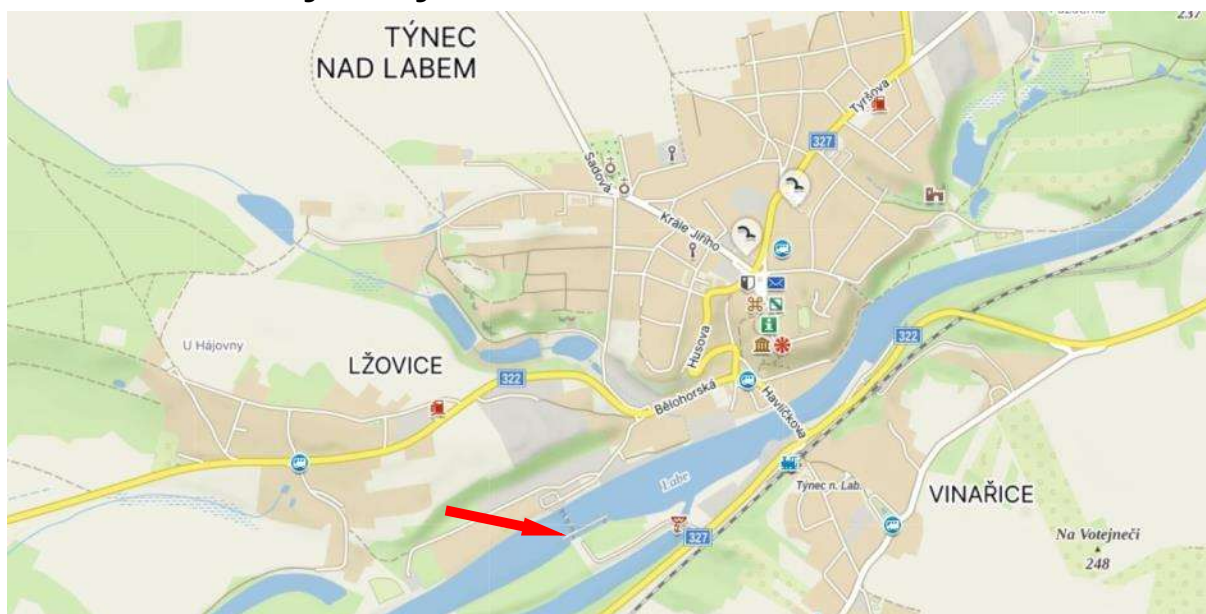 237
TÝNEC
NAD LABEM
Tyršova
327
Sadová
Krále Jiřího
U Hájovny
LŽOVICE
322
Husova
322
Bělohorská
Havlíčkova
Labe
Týnec n. Lab.
VINAŘICE
327
Na Votejneči
248